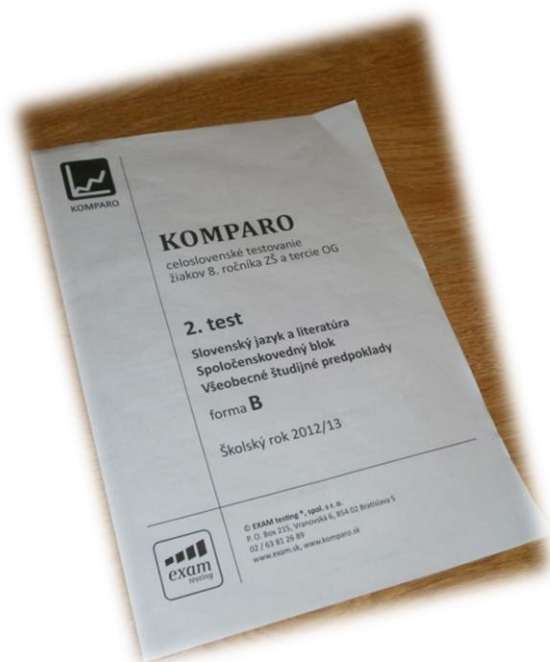 KOMPARO
KOMPARO
celoslovenské testovanie
žiakov 8. ročníka ZŠ a tercie OG
2. test
Slovenský jazyk a literatúra
Spoločenskovedný blok
Všeobecné študijné predpoklady
forma B
Školský rok 2012/13
© EXAM testing ®, spol. s r. o.
P. O. Box 215, Vranovská 6, 854 02 Bratislava 5
02 / 63 81 26 89
www.exam.sk, www.komparo.sk
exam
testing